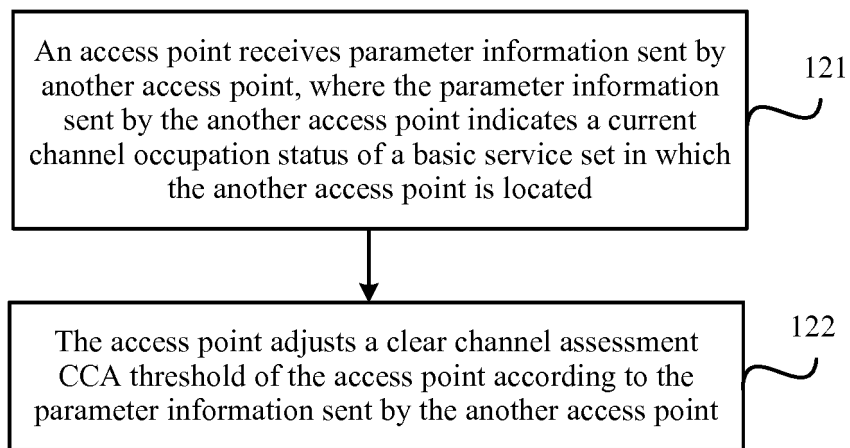 An access point receives parameter information sent by
another access point, where the parameter information
sent by the another access point indicates a current
channel occupation status of a basic service set in which
the another access point is located
121
The access point adjusts a clear channel assessment
CCA threshold of the access point according to the
parameter information sent by the another access point
122